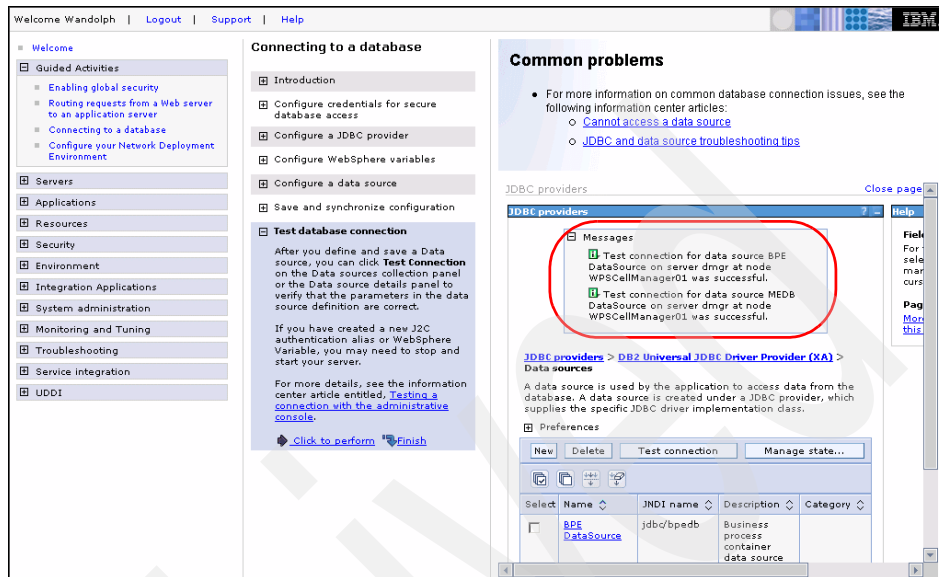 Welcome Wandolph | Logout | Support | Help
IBM
Welcome
Guided Activities
Enabling global security
Routing requests from a Web server
to an application server
Connecting to a database
Configure your Network Deployment
Environment
Servers
Applications
Resources
Security
Environment
Integration Applications
System administration
Monitoring and Tuning
Troubleshooting
Service integration
UDDI
Connecting to a database
Introduction
Configure credentials for secure
database access
Configure a JDBC provider
Configure WebSphere variables
Configure a data source
Save and synchronize configuration
Test database connection
After you define and save a Data
source, you can click Test Connection
on the Data sources collection panel
or the Data source details panel to
verify that the parameters in the data
source definition are correct.
If you have created a new J2C
authentication alias or WebSphere
Variable, you may need to stop and
start your server.
For more details, see the information
center article entitled, Testing a
connection with the administrative
console.
Click to perform Finish
Common problems
For more information on common database connection issues, see the
following information center articles:
Cannot access a data source
JDBC and data source troubleshooting tips
JDBC providers Close page
JDBC providers ? –
Messages
Test connection for data source BPE
DataSource on server dmgr at node
WPSCellManager01 was successful.
Test connection for data source MEDB
DataSource on server dmgr at node
WPSCellManager01 was successful.
JDBC providers > DB2 Universal JDBC Driver Provider (XA) >
Data sources
A data source is used by the application to access data from the
database. A data source is created under a JDBC provider, which
supplies the specific JDBC driver implementation class.
Preferences
New Delete Test connection Manage state...
Select Name JNDI name Description Category
BPE
DataSource
jdbc/bpedb
Business
process
container
data source
Help
Field
For
sele
mar
curs
Pag
More
this